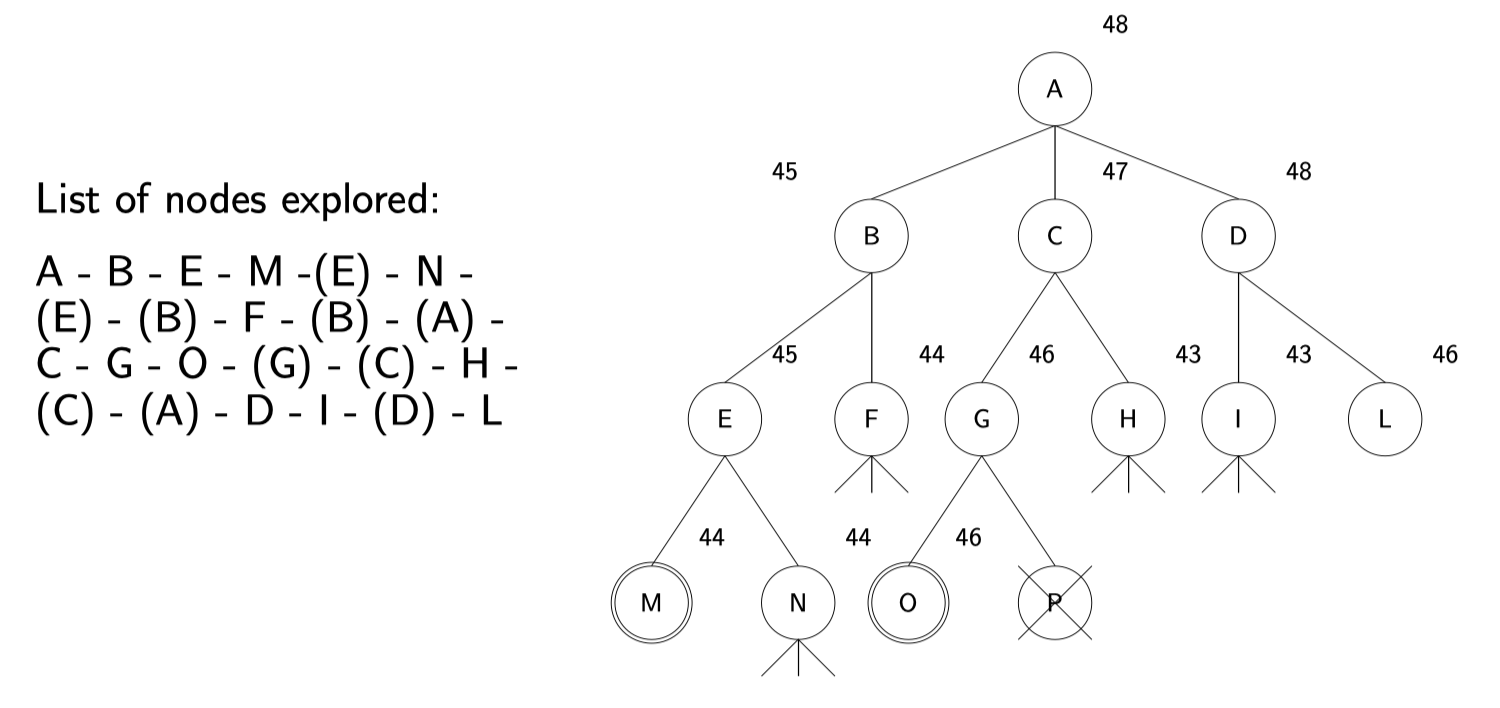 List of nodes explored:
A - B - E - M -(E) - N -
(E) - (B) - F - (B) - (A) -
C - G - O - (G) - (C) - H -
(C) - (A) - D - I - (D) - L
48
A
45 47 48
B C D
45 44 46 43 43 46
E F G H I L
44 44 46
M N O P